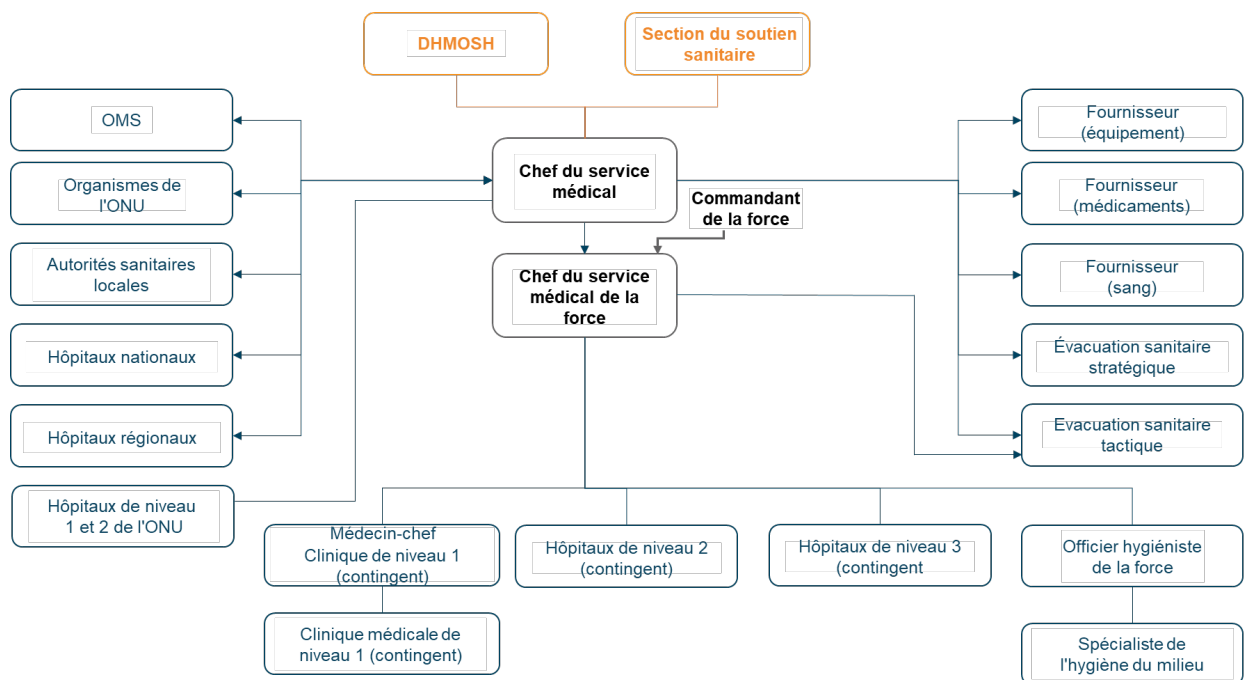 DHMOSH
Section du soutien
sanitaire
OMS
Organismes de
l'ONU
Autorités sanitaires
locales
Hôpitaux nationaux
Hôpitaux régionaux
Hôpitaux de niveau
1 et 2 de l'ONU
Chef du service
médical
Commandant
de la force
Chef du service
médical de la
force
Fournisseur
(équipement)
Fournisseur
(médicaments)
Fournisseur
(sang)
Évacuation sanitaire
stratégique
Evacuation sanitaire
tactique
Médecin-chef
Clinique de niveau 1
(contingent)
Hôpitaux de niveau 2
(contingent)
Hôpitaux de niveau 3
(contingent
Officier hygiéniste
de la force
Clinique médicale de
niveau 1 (contingent)
Spécialiste de
l'hygiène du milieu